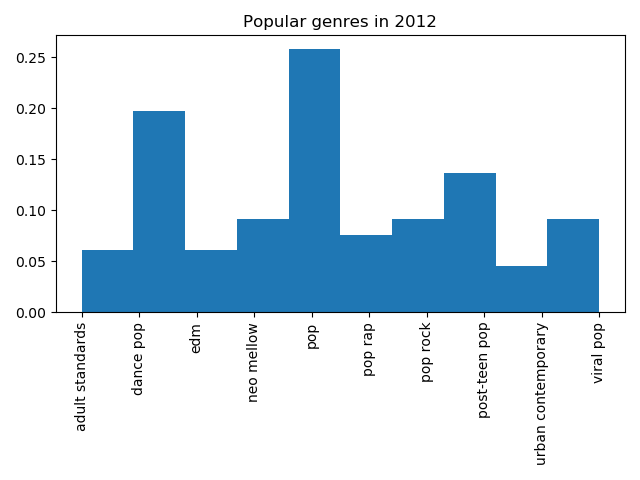 Popular genres in 2012
0.25
0.20
0.15
0.10
0.05
0.00
adult standards
dance pop
edm
neo mellow
pop
pop rap
pop rock
post-teen pop
urban contemporary
viral pop